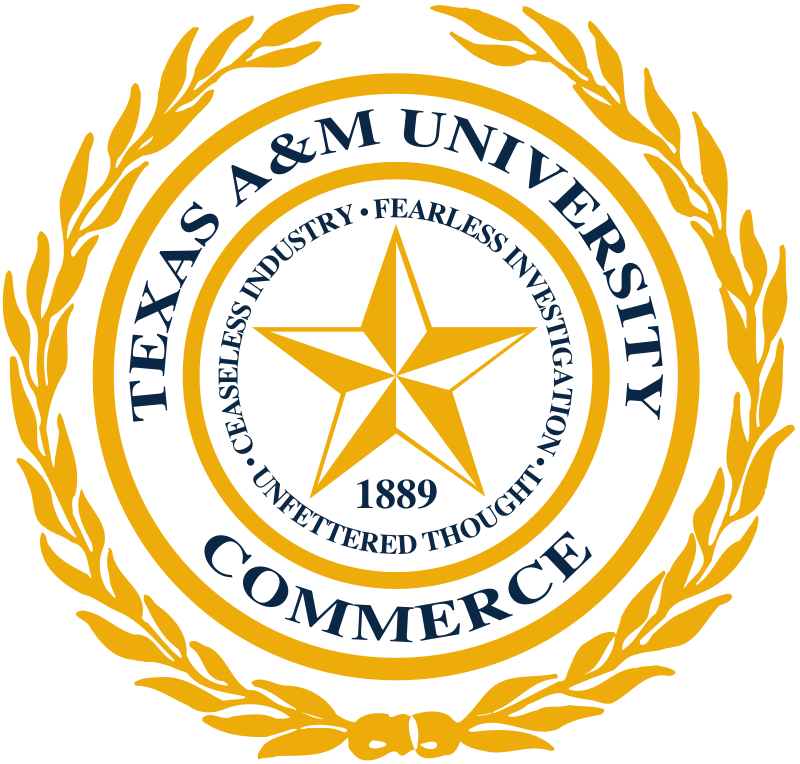 TEXAS A&M UNIVERSITY
COMMERCE
• CEASELESS INDUSTRY • FEARLESS INVESTIGATION •
UNFETTERED THOUGHT
1889